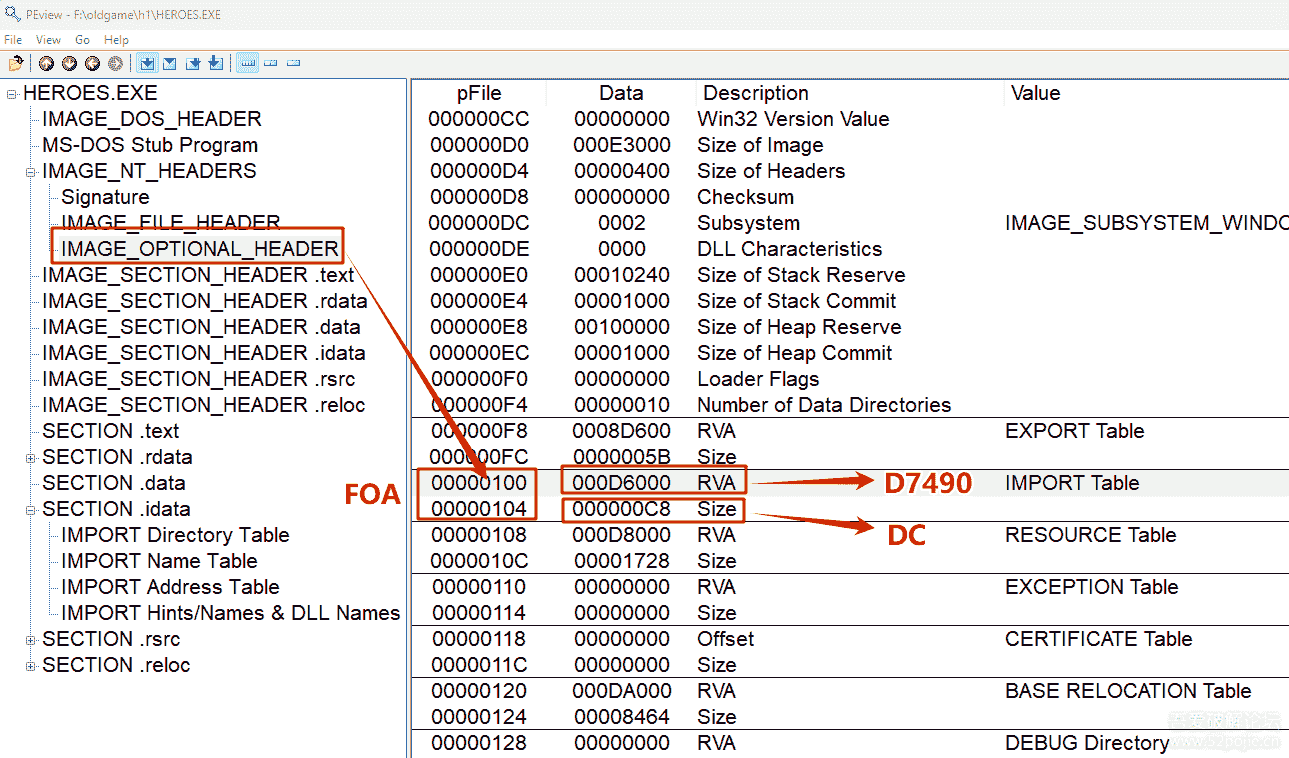 PEview - F:\oldgame\h1\HEROES.EXE
File View Go Help
HEROES.EXE
IMAGE_DOS_HEADER
MS-DOS Stub Program
IMAGE_NT_HEADERS
Signature
IMAGE_FILE_HEADER
IMAGE_OPTIONAL_HEADER
IMAGE_SECTION_HEADER .text
IMAGE_SECTION_HEADER .rdata
IMAGE_SECTION_HEADER .data
IMAGE_SECTION_HEADER .idata
IMAGE_SECTION_HEADER .rsrc
IMAGE_SECTION_HEADER .reloc
SECTION .text
SECTION .rdata
SECTION .data
SECTION .idata
IMPORT Directory Table
IMPORT Name Table
IMPORT Address Table
IMPORT Hints/Names & DLL Names
SECTION .rsrc
SECTION .reloc
FOA
pFile Data Description Value
000000CC 00000000 Win32 Version Value
000000D0 000E3000 Size of Image
000000D4 00000400 Size of Headers
000000D8 00000000 Checksum
000000DC 0002 Subsystem IMAGE_SUBSYSTEM_WINDO
000000DE 0000 DLL Characteristics
000000E0 00010240 Size of Stack Reserve
000000E4 00001000 Size of Stack Commit
000000E8 00100000 Size of Heap Reserve
000000EC 00001000 Size of Heap Commit
000000F0 00000000 Loader Flags
000000F4 00000010 Number of Data Directories
000000F8 0008D600 RVA EXPORT Table
000000FC 0000005B Size
00000100 000D6000 RVA D7490 IMPORT Table
00000104 000000C8 Size DC
00000108 000D8000 RVA RESOURCE Table
0000010C 00001728 Size
00000110 00000000 RVA EXCEPTION Table
00000114 00000000 Size
00000118 00000000 Offset CERTIFICATE Table
0000011C 00000000 Size
00000120 000DA000 RVA BASE RELOCATION Table
00000124 00008464 Size
00000128 00000000 RVA DEBUG Directory
吾爱破解论坛
www.52pojie.cn